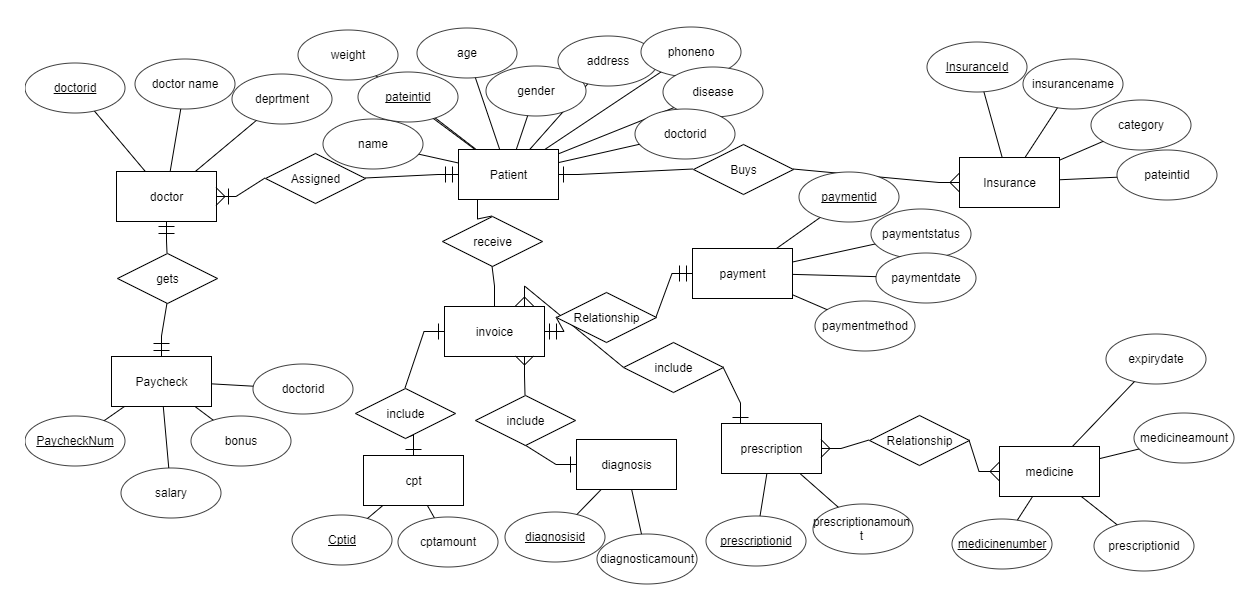 weight
age
address
phoneno
doctorid
doctor name
deprtment
pateintid
gender
disease
InsuranceId
insurancename
name
doctorid
category
doctor
Assigned
Patient
Buys
Insurance
pateintid
paymentid
receive
paymentstatus
gets
payment
paymentdate
invoice
Relationship
paymentmethod
Paycheck
doctorid
include
expirydate
PaycheckNum
bonus
include
include
prescription
Relationship
medicineamount
salary
cpt
diagnosis
medicine
Cptid
cptamount
diagnosisid
diagnosticamount
prescriptionid
prescriptionamoun
t
medicinenumber
prescriptionid